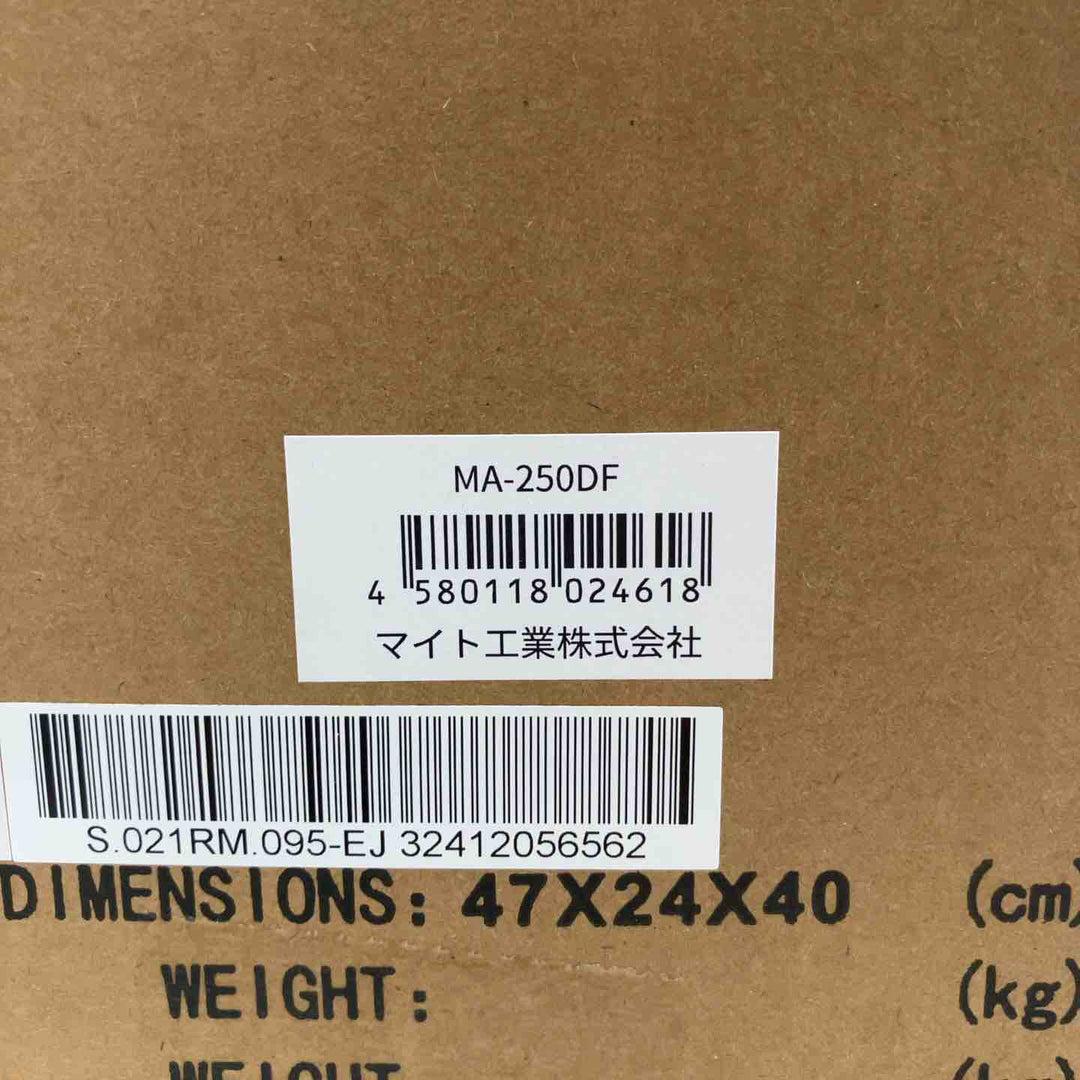 MA-250DF
4 580118 024618
マイト工業株式会社
S.021RM.095-EJ 32412056562
DIMENSIONS: 47X24X40 (cm)
WEIGHT: (kg)
WEIGHT